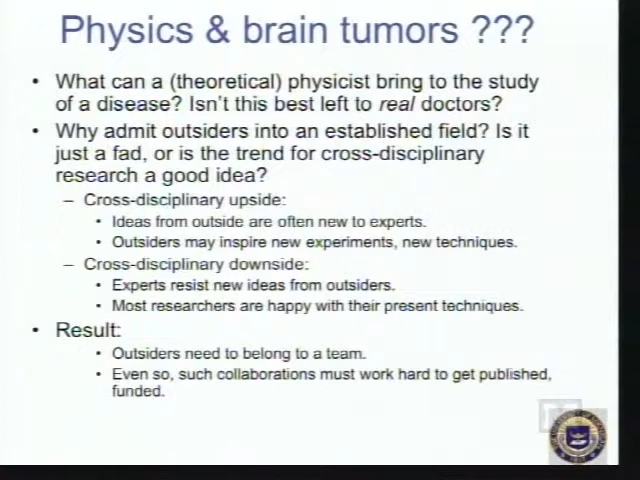 Physics & brain tumors ???
• What can a (theoretical) physicist bring to the study
of a disease? Isn't this best left to real doctors?
• Why admit outsiders into an established field? Is it
just a fad, or is the trend for cross-disciplinary
research a good idea?
– Cross-disciplinary upside:
• Ideas from outside are often new to experts.
• Outsiders may inspire new experiments, new techniques.
– Cross-disciplinary downside:
• Experts resist new ideas from outsiders.
• Most researchers are happy with their present techniques.
• Result:
• Outsiders need to belong to a team.
• Even so, such collaborations must work hard to get published,
funded.